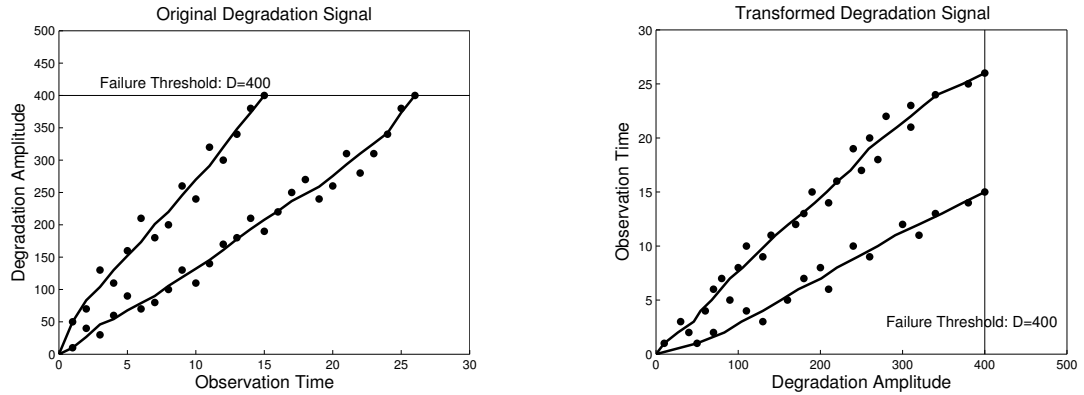 Original Degradation Signal
500
450
400
350
300
250
200
150
100
50
0
Degradation Amplitude
Failure Threshold: D=400
0 5 10 15 20 25 30
Observation Time
Transformed Degradation Signal
30
25
20
15
10
5
0
Observation Time
Failure Threshold: D=400
0 100 200 300 400 500
Degradation Amplitude